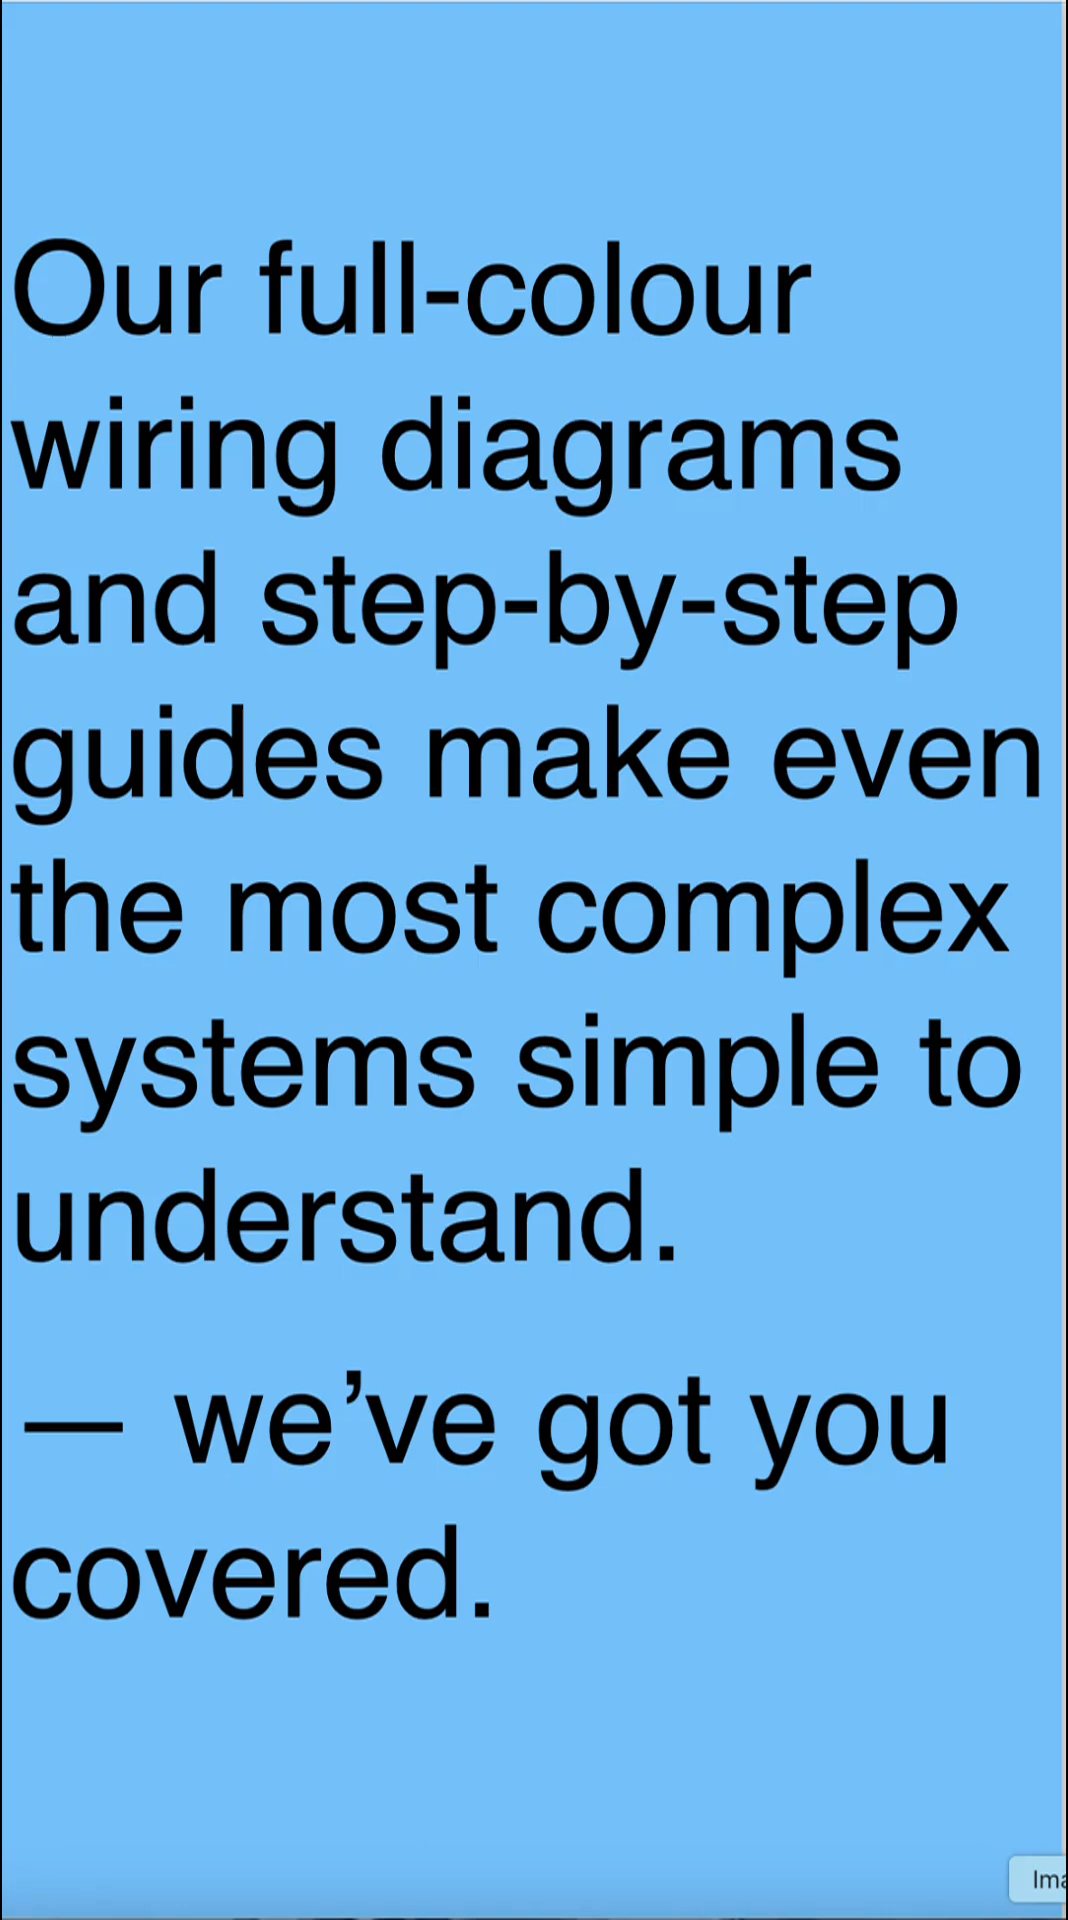 Our full-colour
wiring diagrams
and step-by-step
guides make even
the most complex
systems simple to
understand.
— we’ve got you
covered.